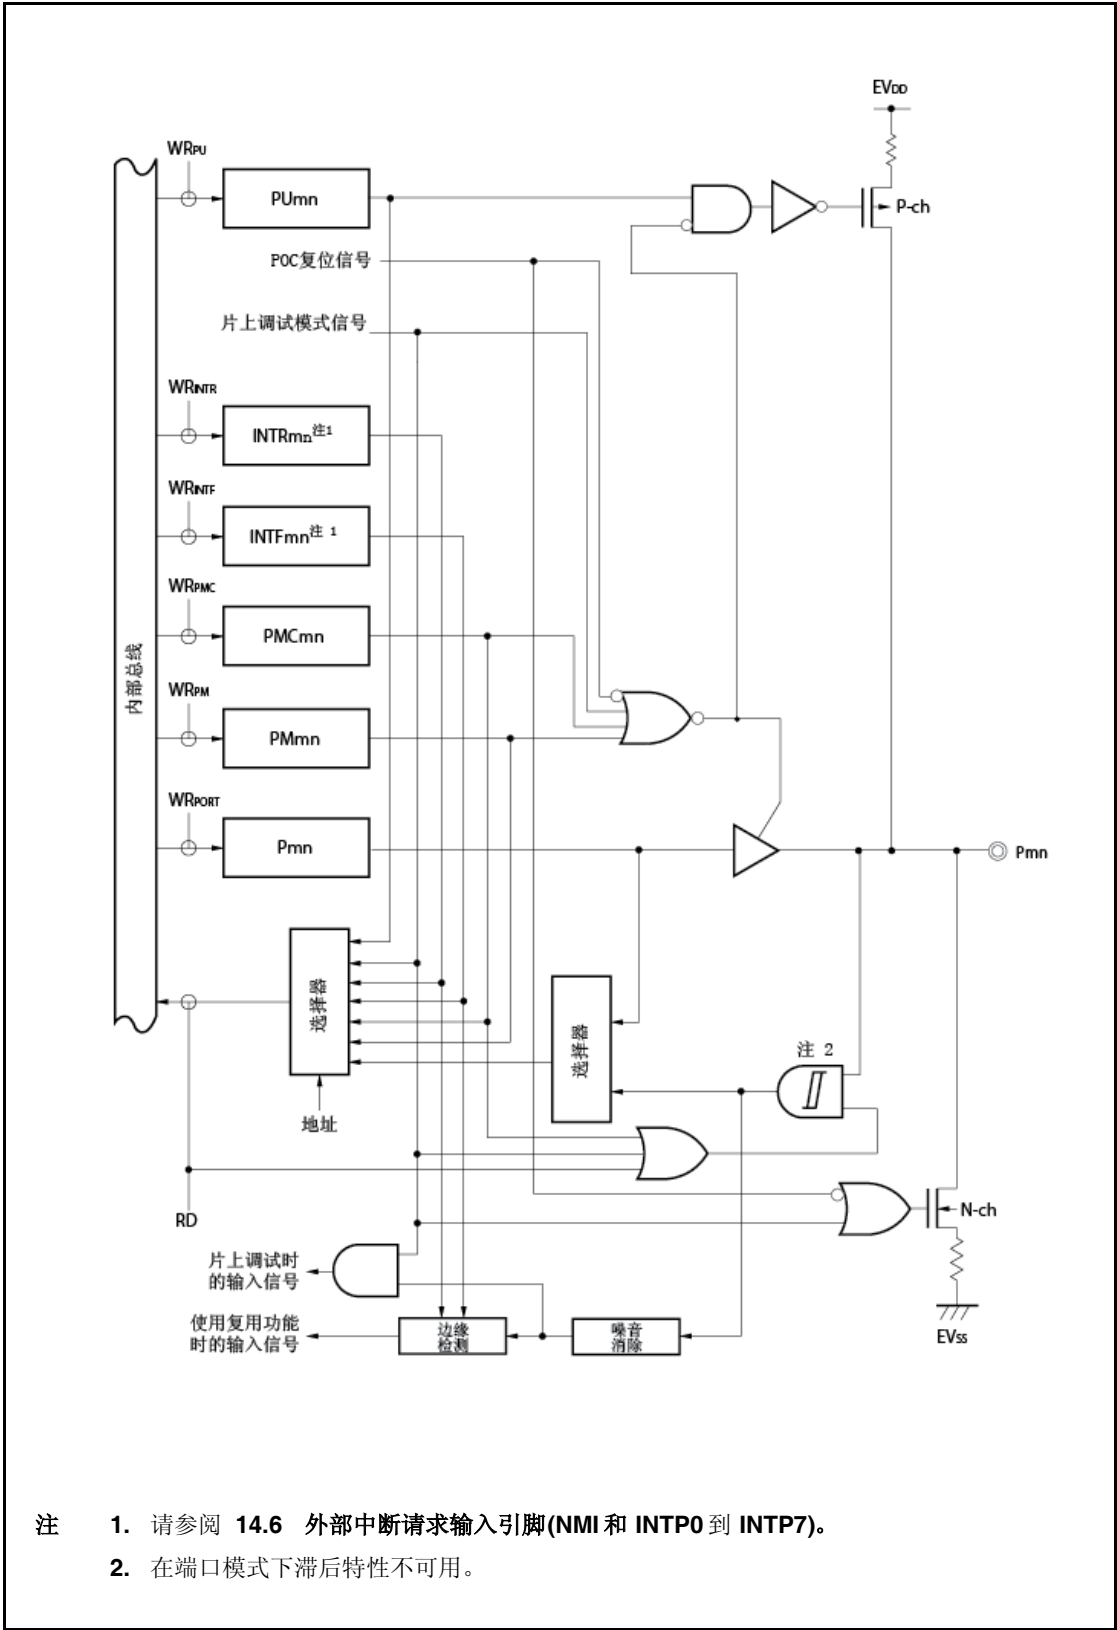 EVDD
WRPU
PUmn
P-ch
POC复位信号
片上调试模式信号
WRINTR
INTRmn注1
WRINTF
INTFmn注 1
WRPMC
PMCmn
内部总线
WRPM
PMmn
WRPORT
Pmn
Pmn
选择器
选择器
注 2
地址
RD
N-ch
片上调试时
的输入信号
使用复用功能
时的输入信号
边缘
检测
噪音
消除
EVSS
注 1. 请参阅 14.6 外部中断请求输入引脚(NMI 和 INTP0 到 INTP7)。
2. 在端口模式下滞后特性不可用。